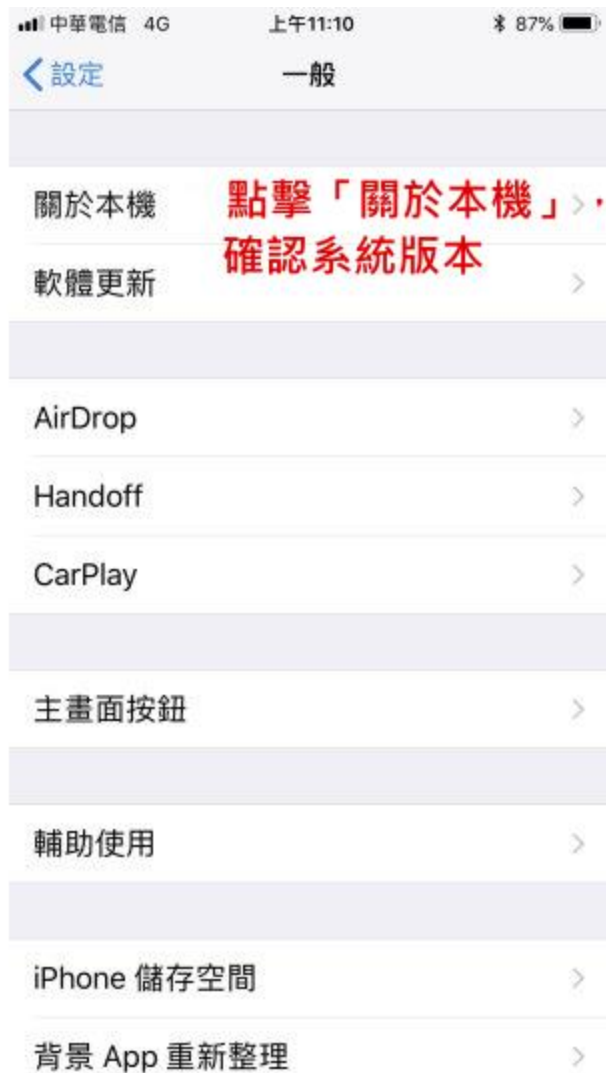 中華電信 4G 上午11:10 87%
設定 一般
關於本機
點擊「關於本機」，
確認系統版本
軟體更新
AirDrop
Handoff
CarPlay
主畫面按鈕
輔助使用
iPhone 儲存空間
背景 App 重新整理